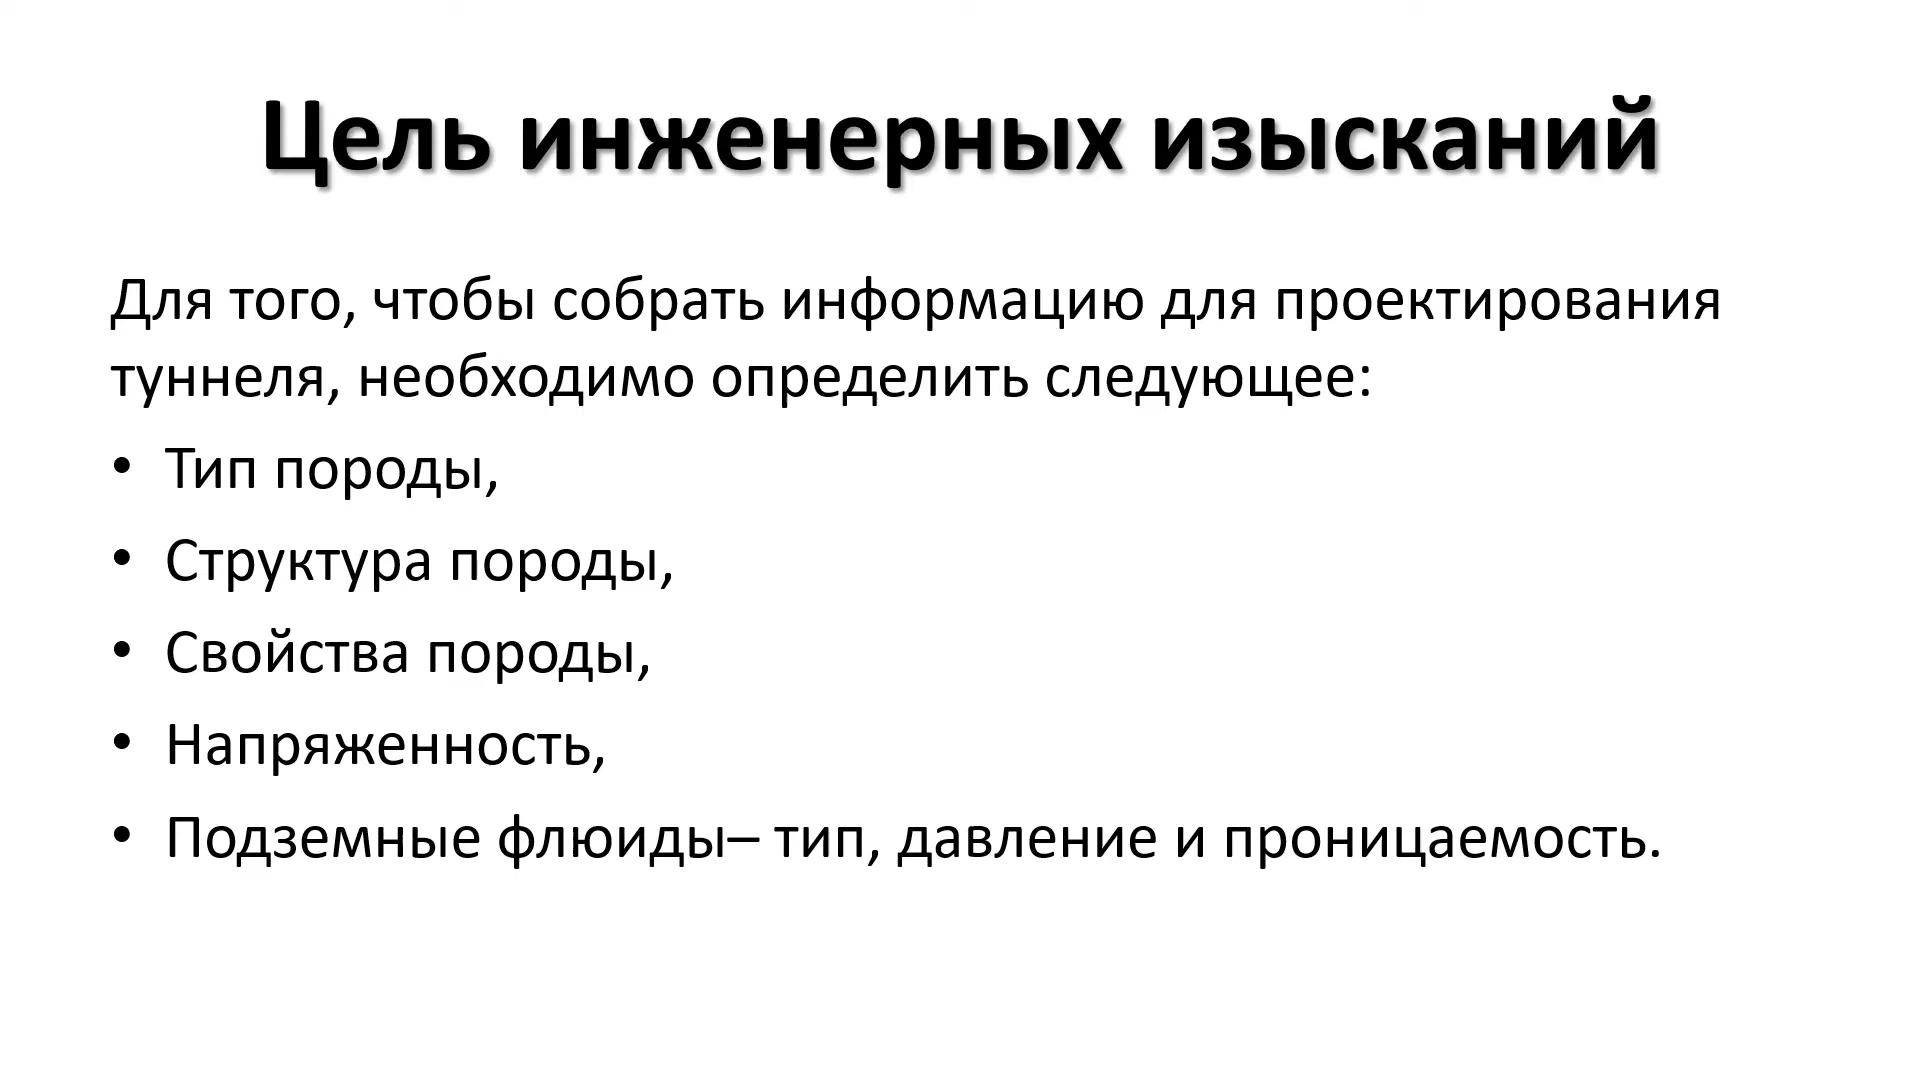 Цель инженерных изысканий
Для того, чтобы собрать информацию для проектирования
туннеля, необходимо определить следующее:
• Тип породы,
• Структура породы,
• Свойства породы,
• Напряженность,
• Подземные флюиды– тип, давление и проницаемость.